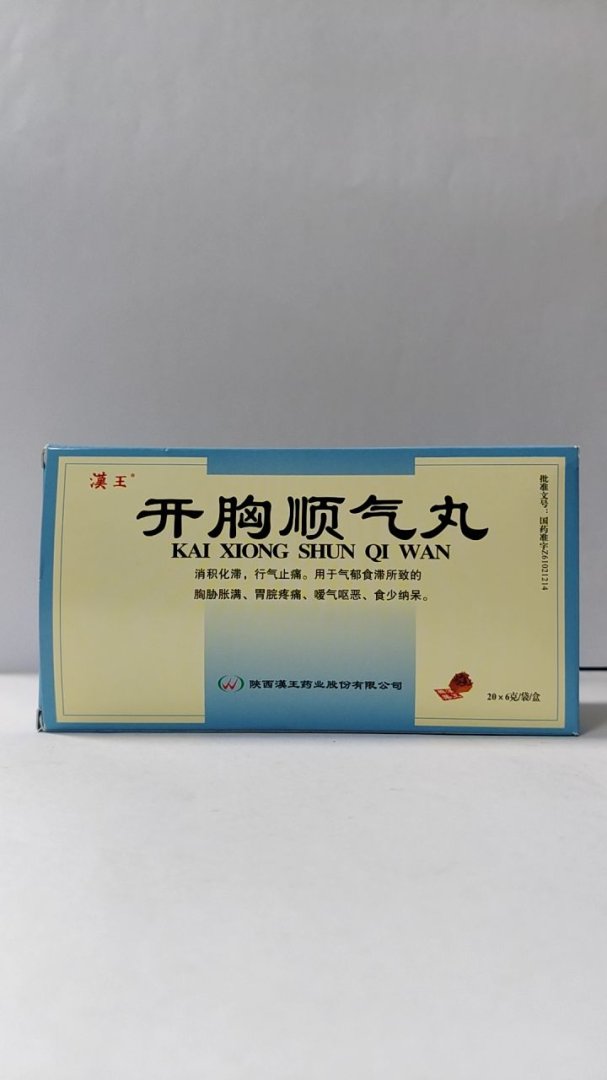 漢王®
开胸顺气丸
KAI XIONG SHUN QI WAN
消积化滞，行气止痛。用于气郁食滞所致的
胸胁胀满、胃脘疼痛、嗳气呕恶、食少纳呆。
批准文号：国药准字Z61021214
陕西漢王药业股份有限公司
20×6克/袋/盒